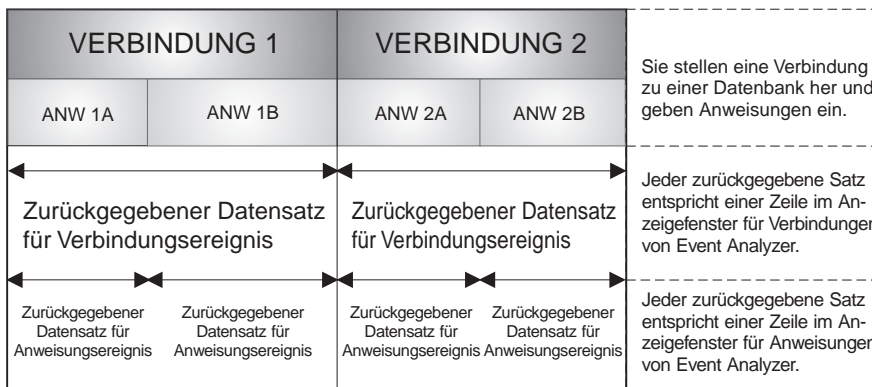 VERBINDUNG 1
VERBINDUNG 2
ANW 1A
ANW 1B
ANW 2A
ANW 2B
Sie stellen eine Verbindung
zu einer Datenbank her und
geben Anweisungen ein.
Zurückgegebener Datensatz
für Verbindungsereignis
Zurückgegebener Datensatz
für Verbindungsereignis
Jeder zurückgegebene Satz
entspricht einer Zeile im An-
zeigefenster für Verbindungen
von Event Analyzer.
Zurückgegebener
Datensatz für
Anweisungsereignis
Zurückgegebener
Datensatz für
Anweisungsereignis
Zurückgegebener
Datensatz für
Anweisungsereignis
Zurückgegebener
Datensatz für
Anweisungsereignis
Jeder zurückgegebene Satz
entspricht einer Zeile im An-
zeigefenster für Anweisungen
von Event Analyzer.